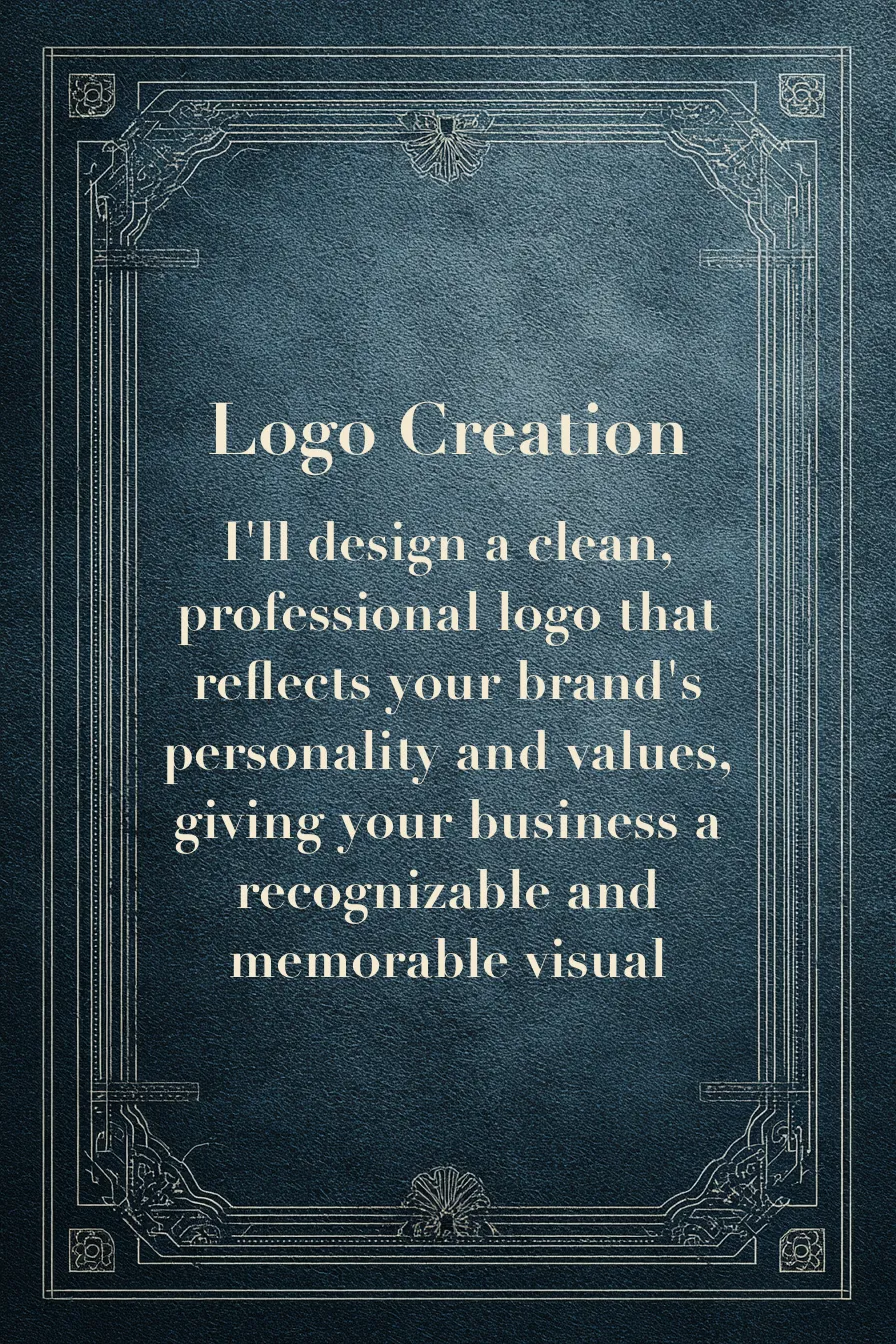 Logo Creation
I'll design a clean,
professional logo that
reflects your brand's
personality and values,
giving your business a
recognizable and
memorable visual